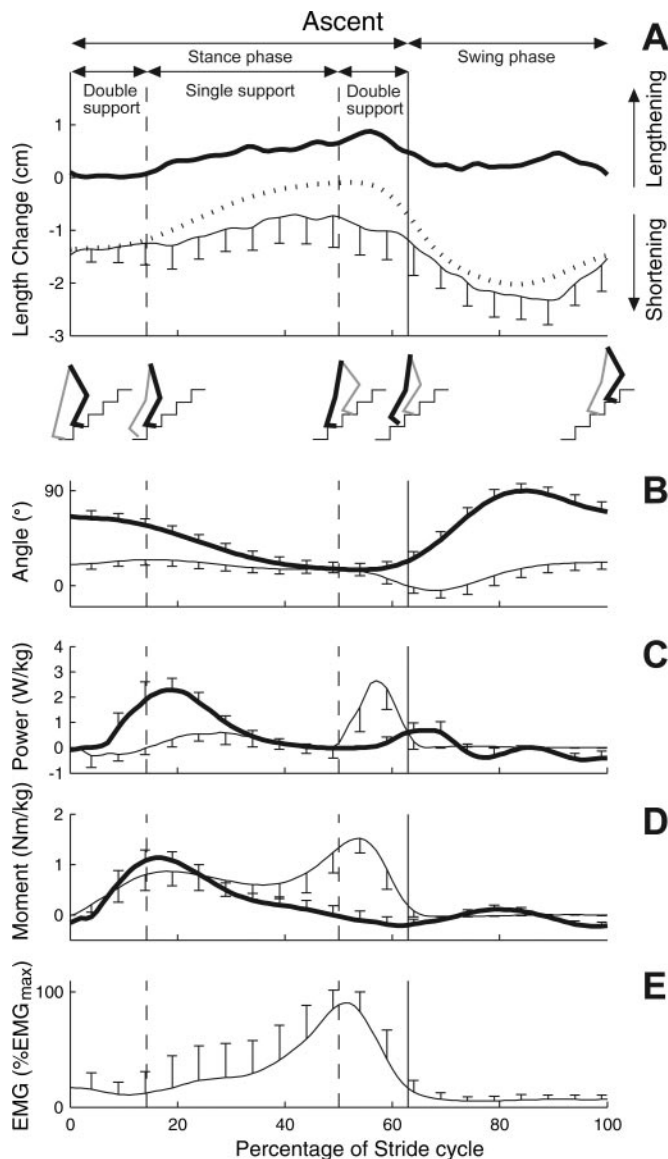 Ascent
A
Stance phase
Swing phase
Double support
Single support
Double support
Length Change (cm)
1
0
-1
-2
-3
Lengthening
Shortening
B
Angle (°)
90
0
C
Power (W/kg)
4
3
2
1
0
-1
D
Moment (Nm/kg)
2
1
0
E
EMG (%EMGmax)
100
0
0 20 40 60 80 100
Percentage of Stride cycle